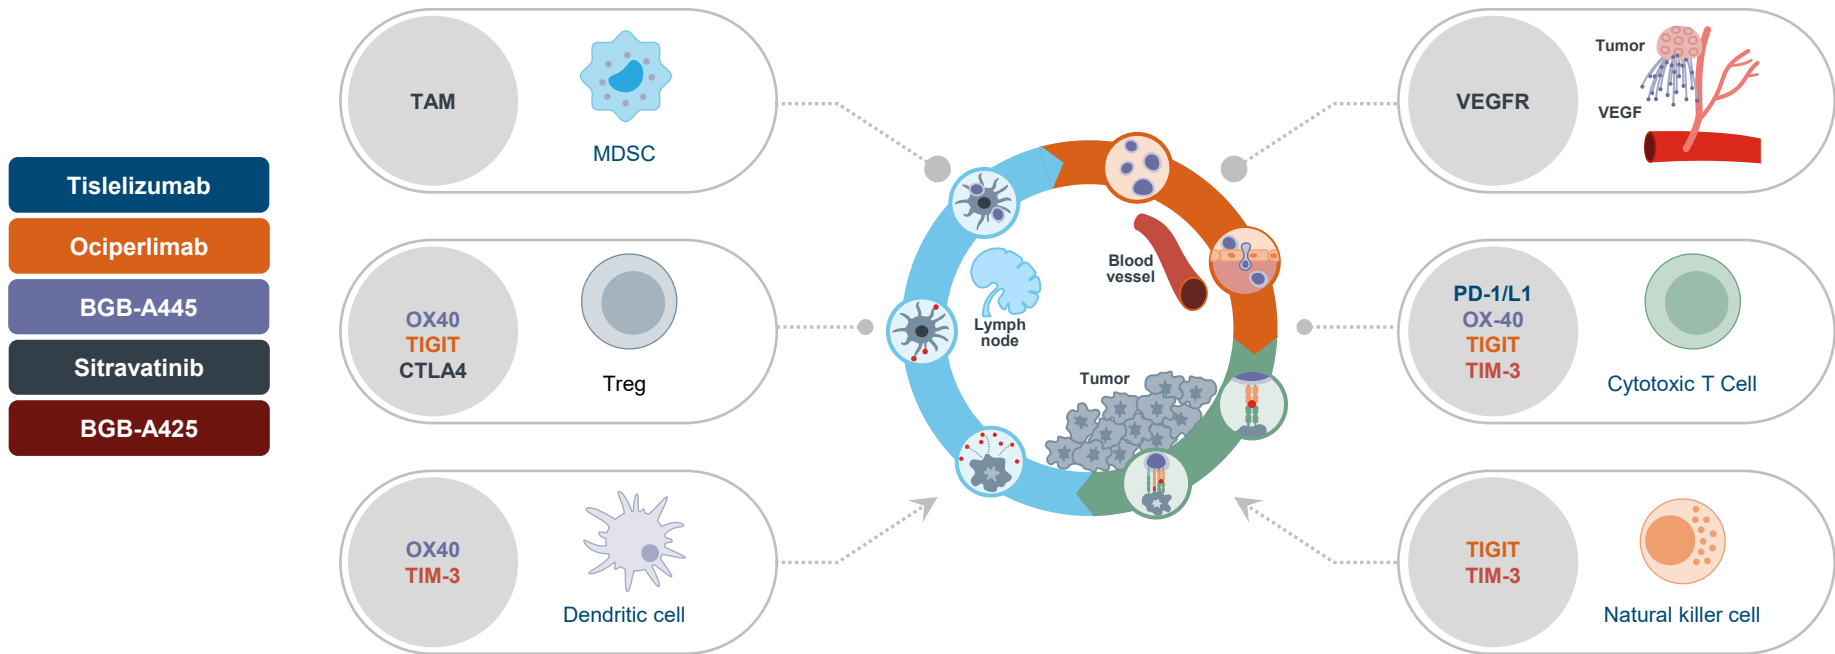 Tislelizumab
Ociperlimab
BGB-A445
Sitravatinib
BGB-A425
TAM
MDSC
OX40
TIGIT
CTLA4
Treg
OX40
TIM-3
Dendritic cell
Lymph
node
Blood
vessel
Tumor
VEGFR
Tumor
VEGF
PD-1/L1
OX-40
TIGIT
TIM-3
Cytotoxic T Cell
TIGIT
TIM-3
Natural killer cell